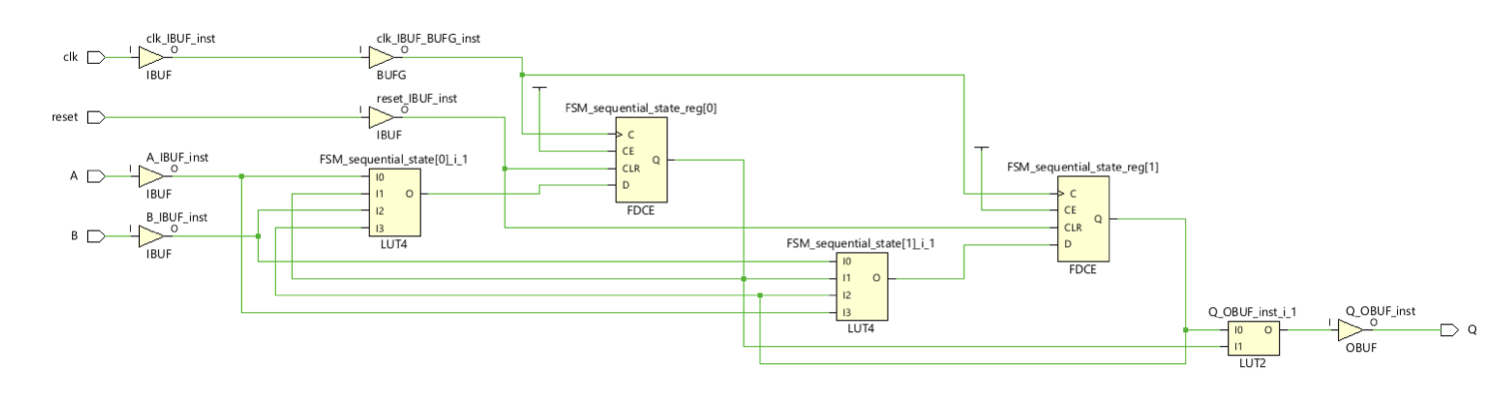 clk
I
clk_IBUF_inst
O
IBUF
I
clk_IBUF_BUFG_inst
O
BUFG
reset
I
reset_IBUF_inst
O
IBUF
FSM_sequential_state_reg[0]
C
CE
CLR
D
Q
FDCE
A
I
A_IBUF_inst
O
IBUF
FSM_sequential_state[0]_i_1
I0
I1
I2
I3
O
LUT4
B
I
B_IBUF_inst
O
IBUF
FSM_sequential_state_reg[1]
C
CE
CLR
D
Q
FDCE
FSM_sequential_state[1]_i_1
I0
I1
I2
I3
O
LUT4
Q_OBUF_inst_i_1
I0
I1
O
LUT2
I
Q_OBUF_inst
O
OBUF
Q